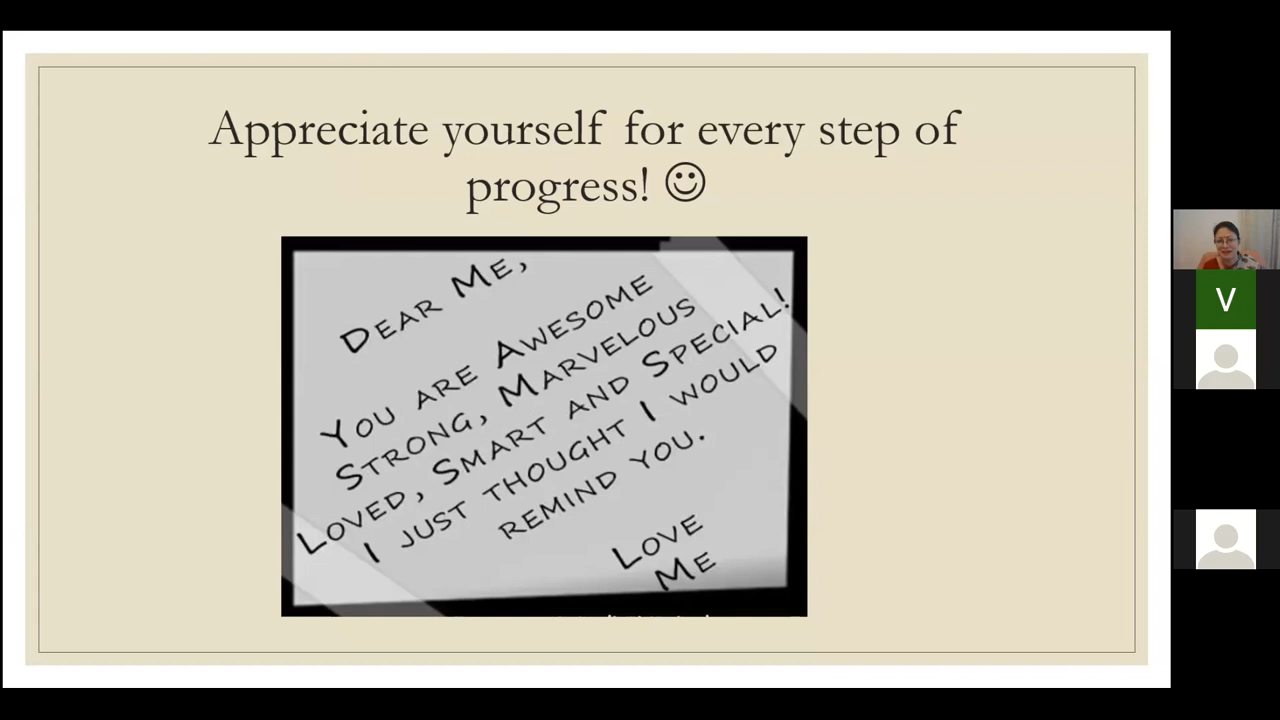 Appreciate yourself for every step of
progress! ☺
DEAR ME,
YOU ARE AWESOME
STRONG, MARVELOUS
LOVED, SMART AND SPECIAL!
I JUST THOUGHT I WOULD
REMIND YOU.
LOVE
ME
V